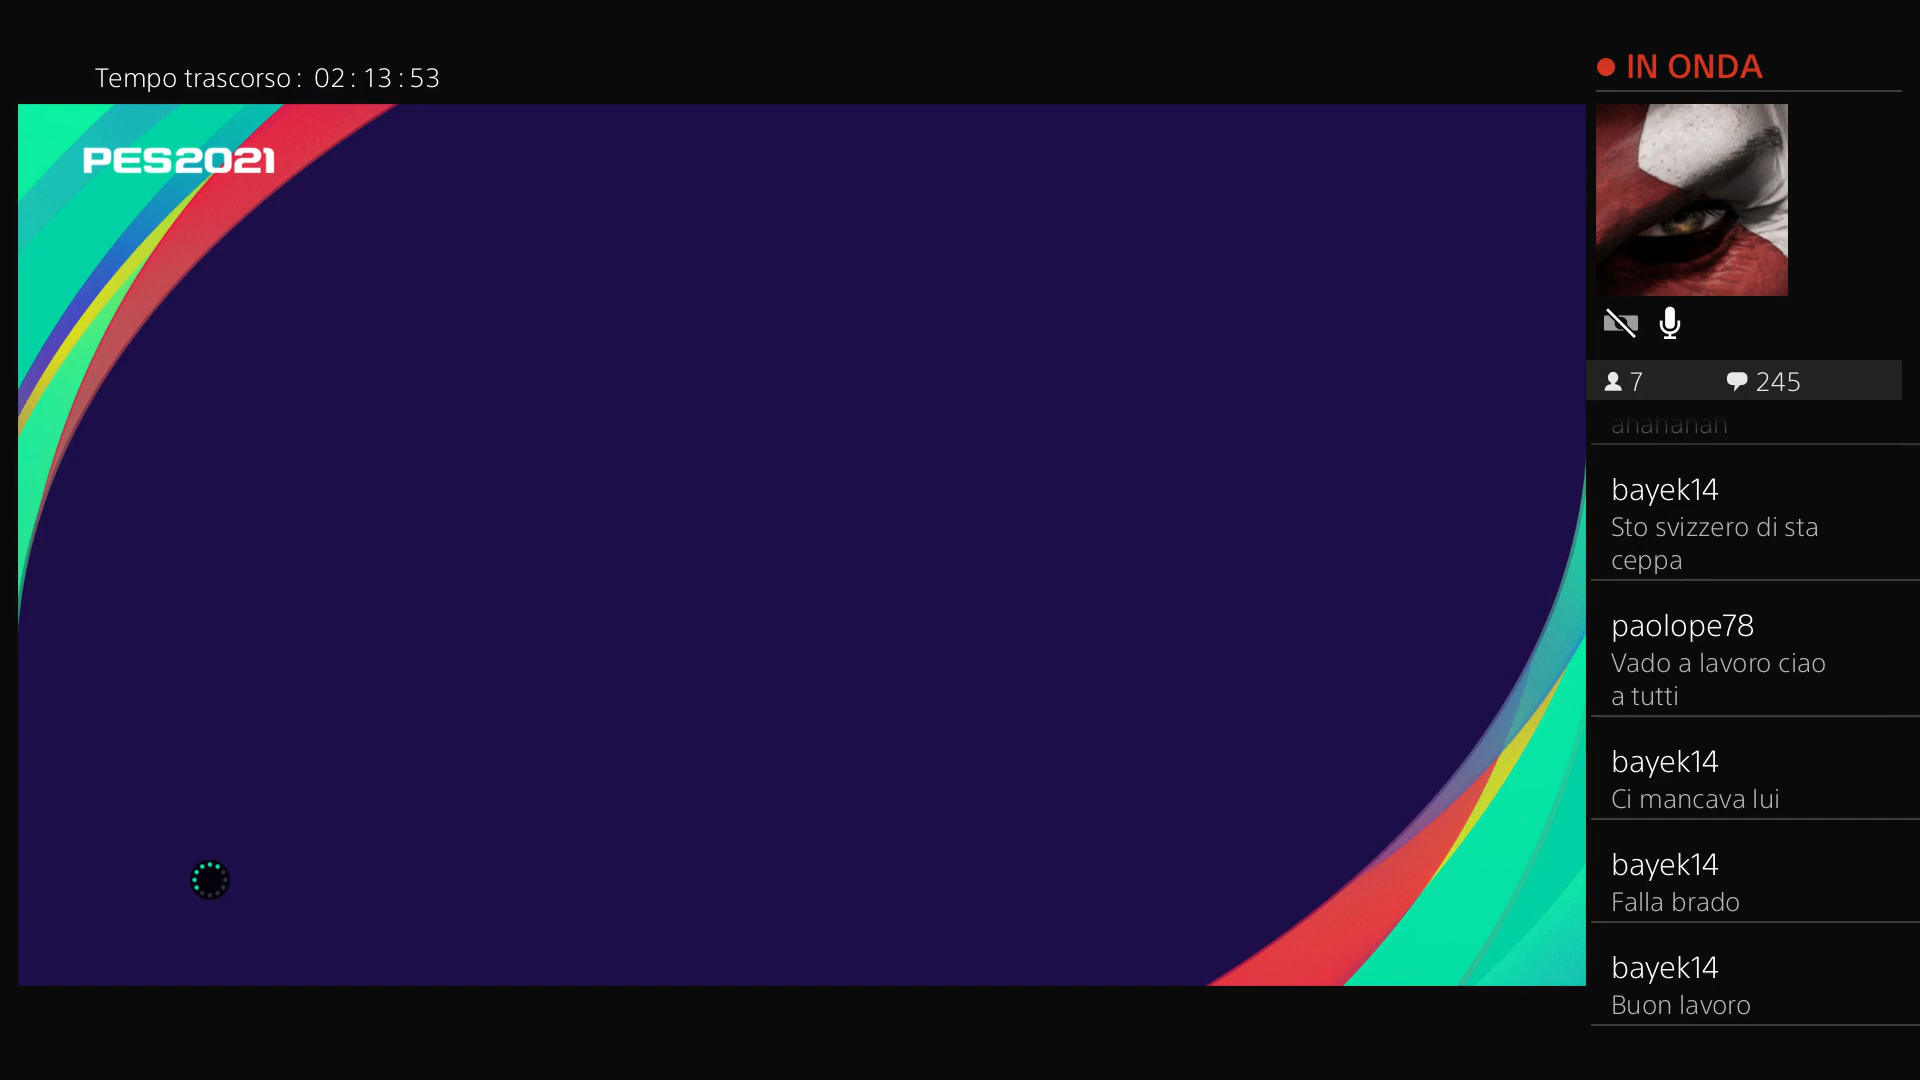 Tempo trascorso : 02 : 13 : 53
IN ONDA
PES2021
7
245
ahahahah
bayek14
Sto svizzero di sta
ceppa
paolope78
Vado a lavoro ciao
a tutti
bayek14
Ci mancava lui
bayek14
Falla brado
bayek14
Buon lavoro